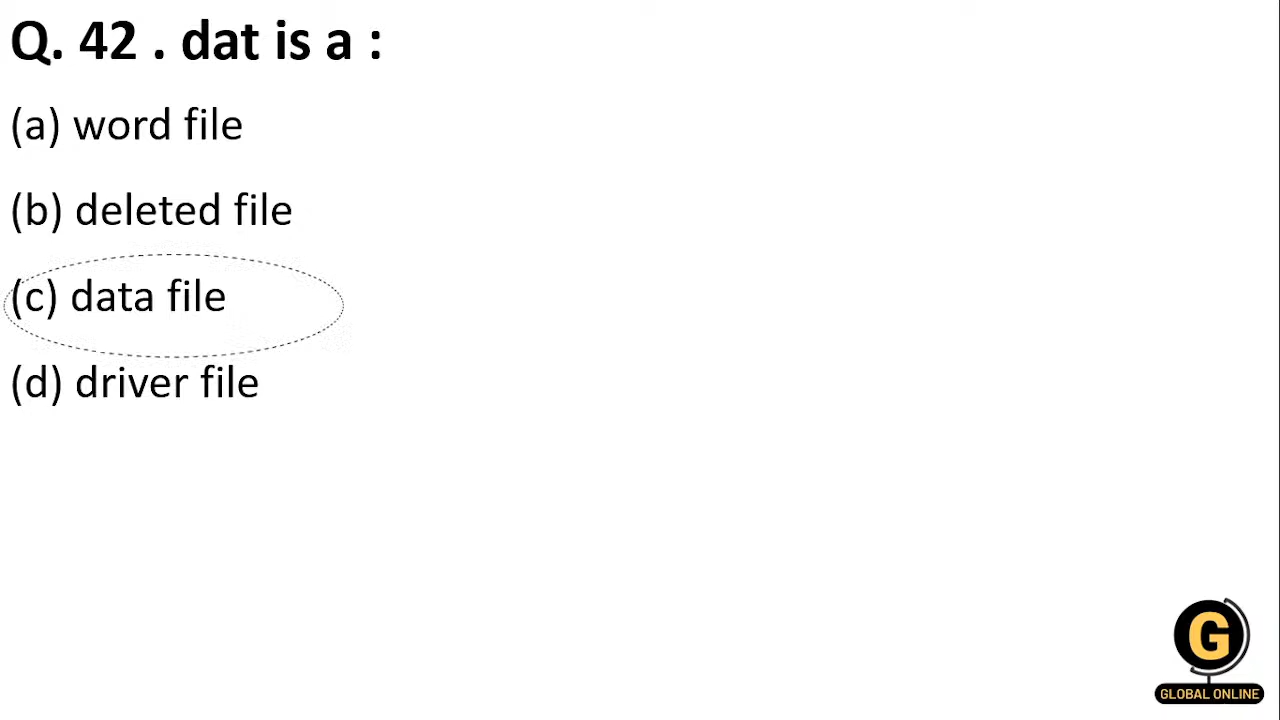 Q. 42 . dat is a :
(a) word file
(b) deleted file
(c) data file
(d) driver file
G
GLOBAL ONLINE